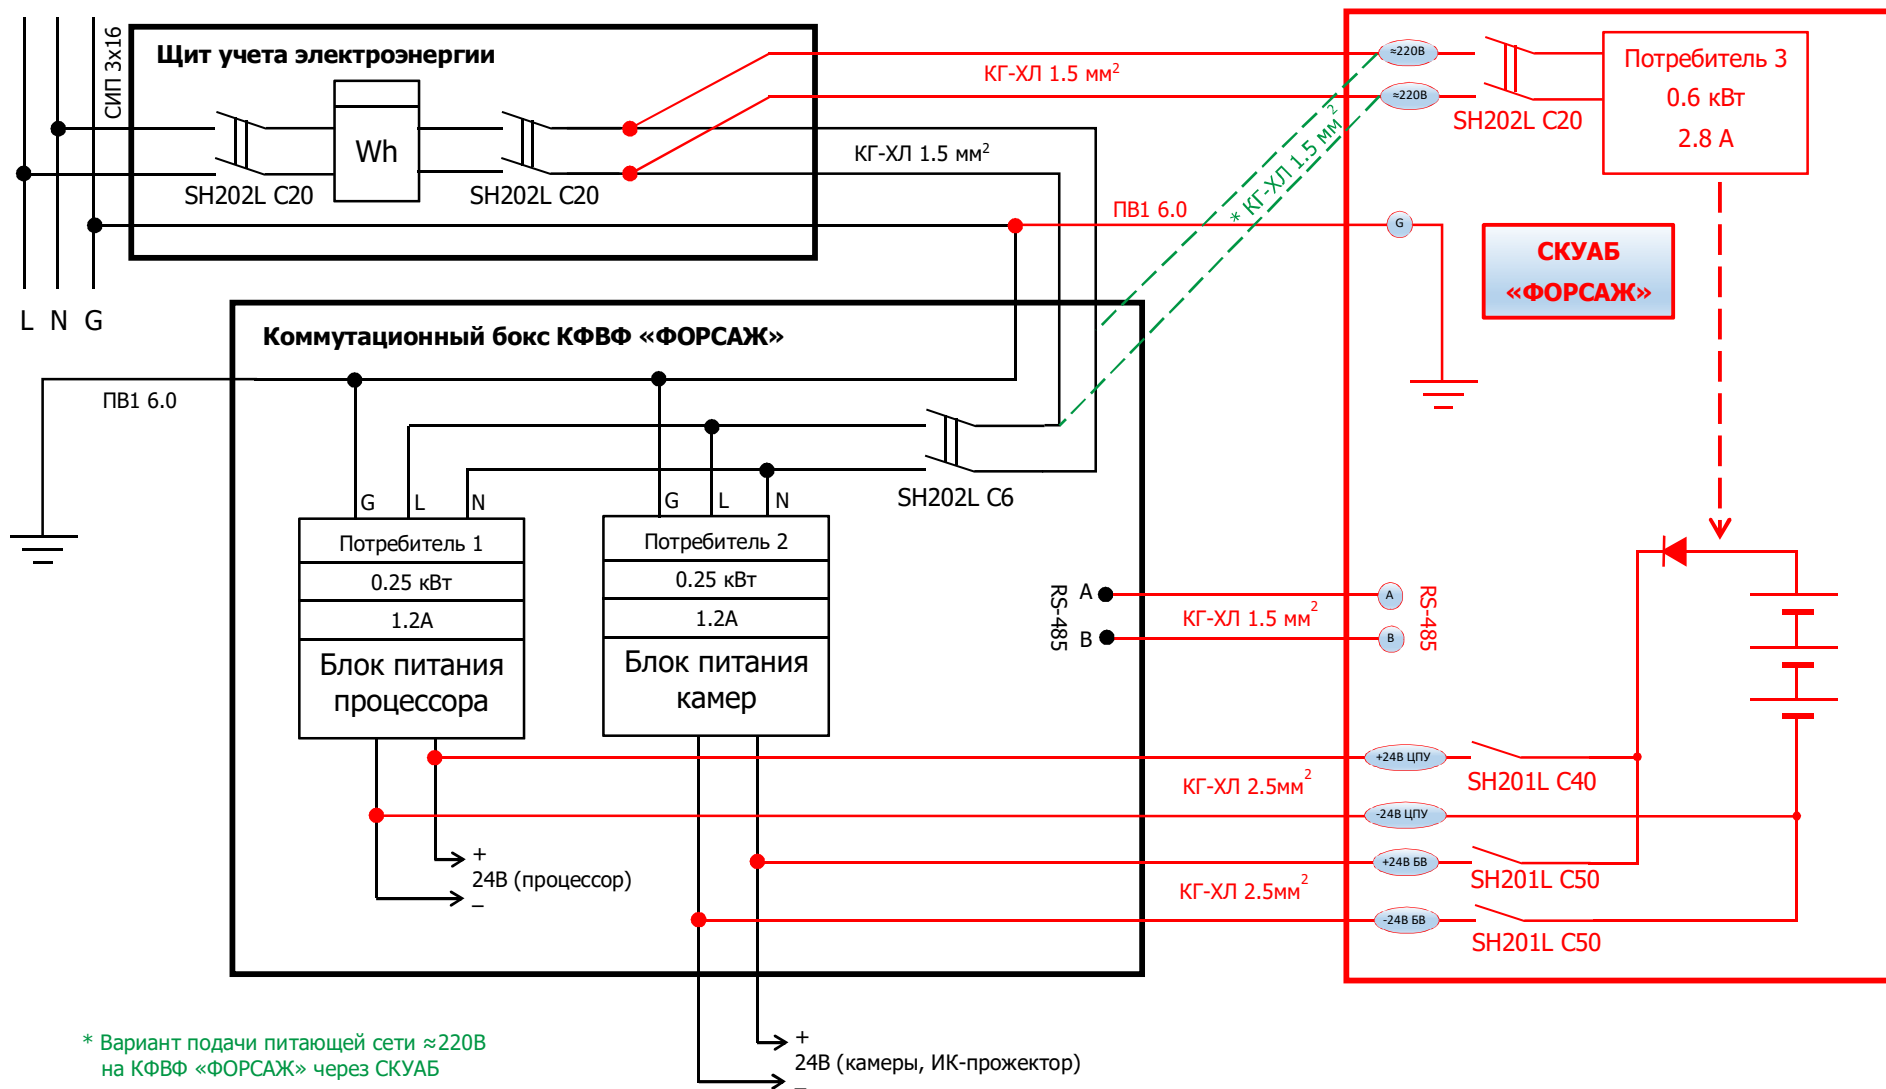 СИП 3х16
Щит учета электроэнергии
Wh
SH202L C20
SH202L C20
КГ-ХЛ 1.5 мм²
КГ-ХЛ 1.5 мм²
* КГ-ХЛ 1.5 мм²
≈220В
≈220В
SH202L C20
Потребитель 3
0.6 кВт
2.8 А
ПВ1 6.0
G
СКУАБ
«ФОРСАЖ»
L N G
Коммутационный бокс КФВФ «ФОРСАЖ»
ПВ1 6.0
SH202L C6
G L N
G L N
Потребитель 1
0.25 кВт
1.2А
Блок питания
процессора
Потребитель 2
0.25 кВт
1.2А
Блок питания
камер
RS-485
A
B
КГ-ХЛ 1.5 мм²
A
B
RS-485
+24В ЦПУ
SH201L C40
КГ-ХЛ 2.5мм²
-24В ЦПУ
+24В БВ
SH201L C50
КГ-ХЛ 2.5мм²
-24В БВ
SH201L C50
+
24В (процессор)
–
+
24В (камеры, ИК-прожектор)
–
* Вариант подачи питающей сети ≈220В
на КФВФ «ФОРСАЖ» через СКУАБ